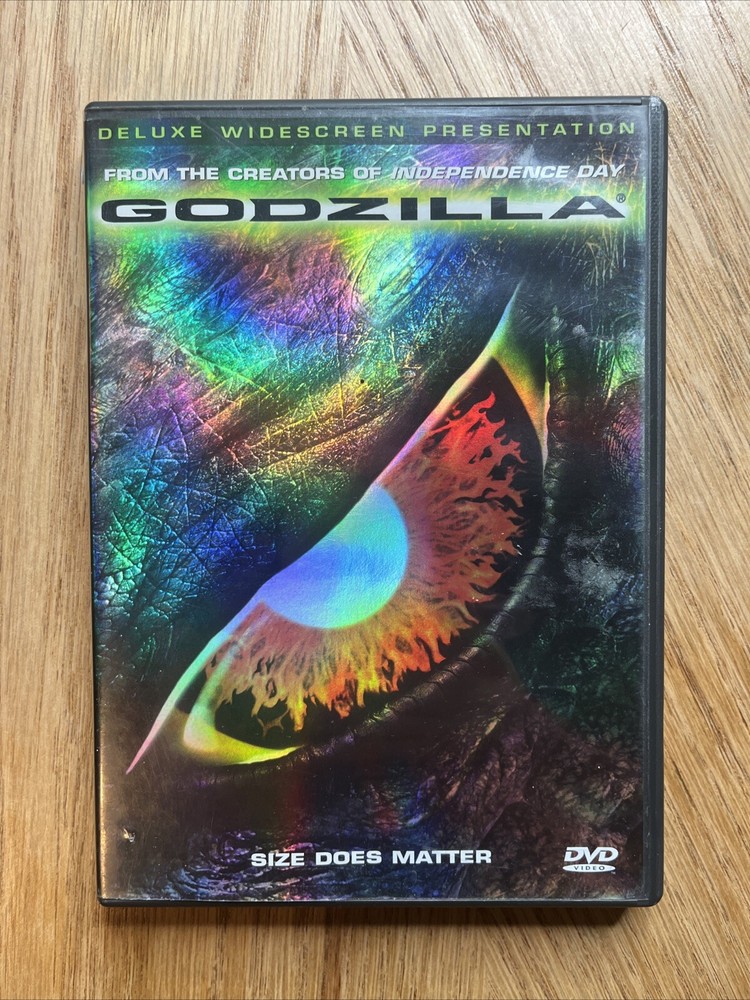 DELUXE WIDESCREEN PRESENTATION
FROM THE CREATORS OF INDEPENDENCE DAY
GODZILLA®
SIZE DOES MATTER
DVD
VIDEO